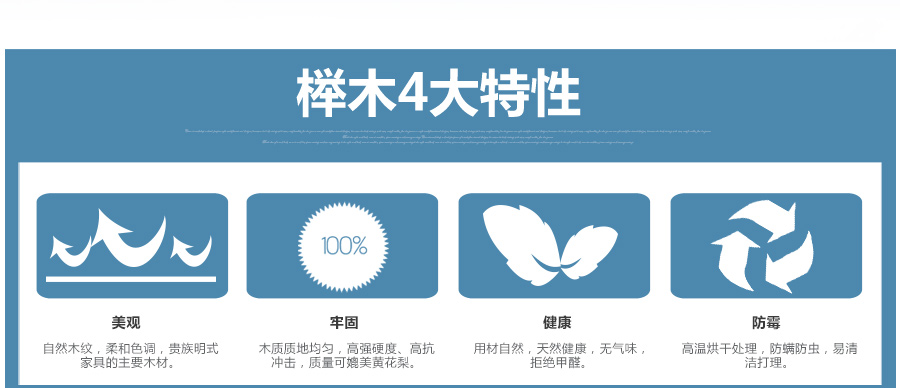 榉木4大特性
100%
美观
自然木纹，柔和色调，贵族明式
家具的主要木材。
牢固
木质质地均匀，高强硬度、高抗
冲击，质量可媲美黄花梨。
健康
用材自然，天然健康，无气味，
拒绝甲醛。
防霉
高温烘干处理，防螨防虫，易清
洁打理。